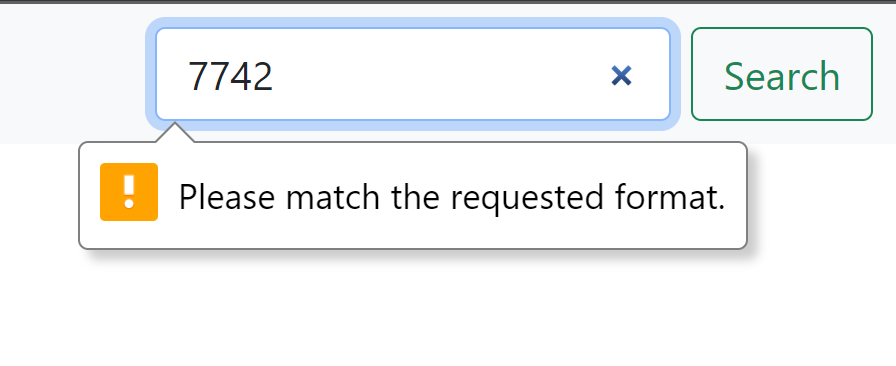 7742
Search
Please match the requested format.